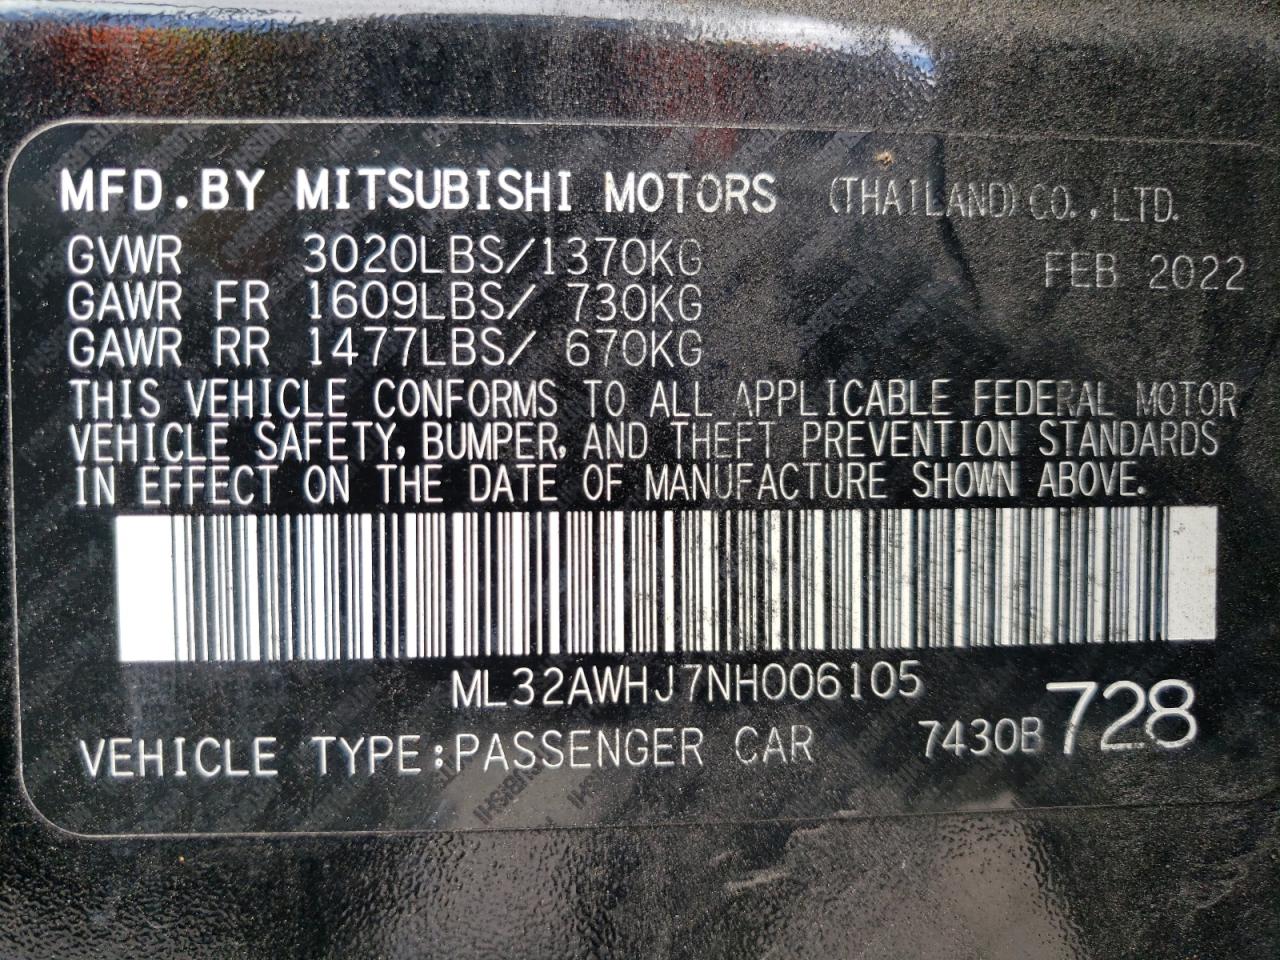 MFD.BY MITSUBISHI MOTORS (THAILAND) CO.,LTD.
GVWR 3020LBS/1370KG FEB 2022
GAWR FR 1609LBS/ 730KG
GAWR RR 1477LBS/ 670KG
THIS VEHICLE CONFORMS TO ALL APPLICABLE FEDERAL MOTOR
VEHICLE SAFETY, BUMPER, AND THEFT PREVENTION STANDARDS
IN EFFECT ON THE DATE OF MANUFACTURE SHOWN ABOVE.
ML32AWHJ7NH006105
VEHICLE TYPE:PASSENGER CAR 7430B 728